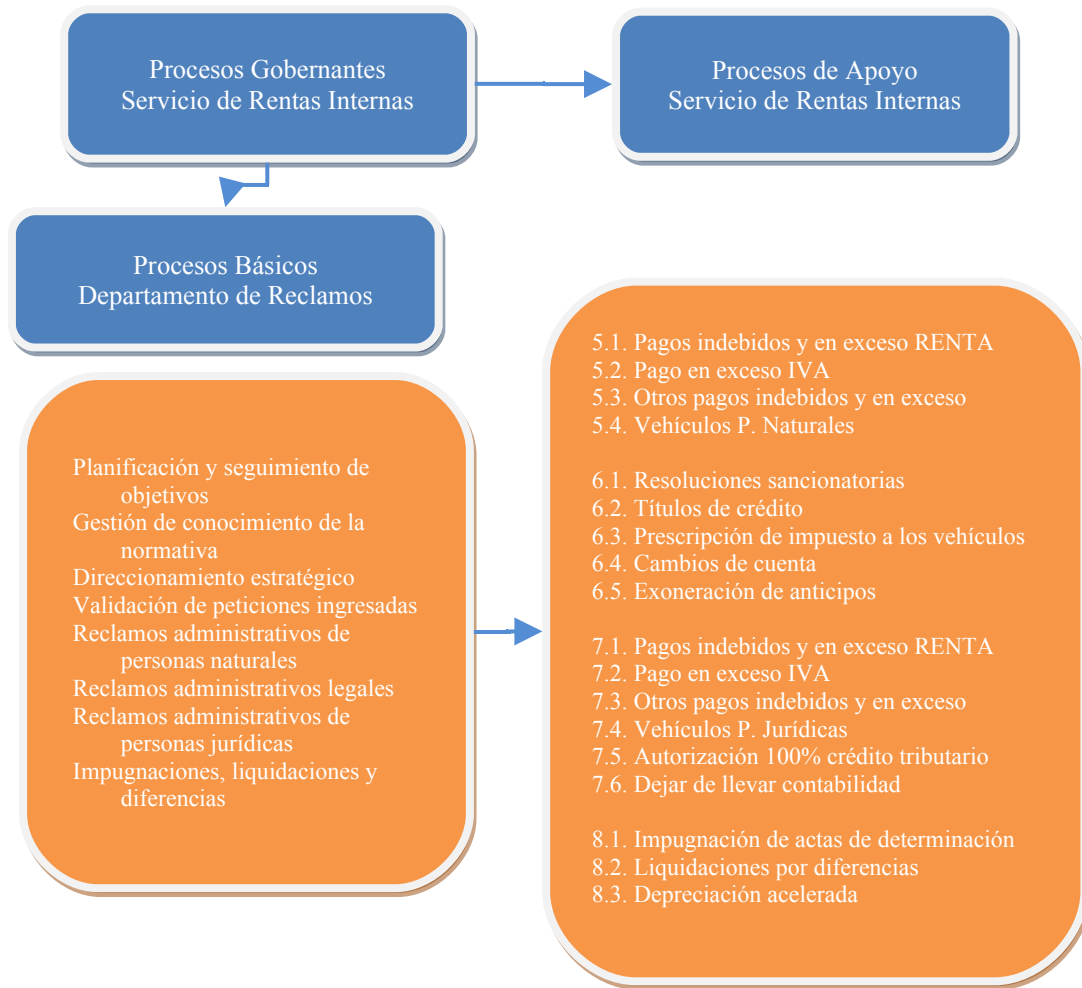 Procesos Gobernantes
Servicio de Rentas Internas
Procesos de Apoyo
Servicio de Rentas Internas
Procesos Básicos
Departamento de Reclamos
Planificación y seguimiento de
objetivos
Gestión de conocimiento de la
normativa
Direccionamiento estratégico
Validación de peticiones ingresadas
Reclamos administrativos de
personas naturales
Reclamos administrativos legales
Reclamos administrativos de
personas jurídicas
Impugnaciones, liquidaciones y
diferencias
5.1. Pagos indebidos y en exceso RENTA
5.2. Pago en exceso IVA
5.3. Otros pagos indebidos y en exceso
5.4. Vehículos P. Naturales
6.1. Resoluciones sancionatorias
6.2. Títulos de crédito
6.3. Prescripción de impuesto a los vehículos
6.4. Cambios de cuenta
6.5. Exoneración de anticipos
7.1. Pagos indebidos y en exceso RENTA
7.2. Pago en exceso IVA
7.3. Otros pagos indebidos y en exceso
7.4. Vehículos P. Jurídicas
7.5. Autorización 100% crédito tributario
7.6. Dejar de llevar contabilidad
8.1. Impugnación de actas de determinación
8.2. Liquidaciones por diferencias
8.3. Depreciación acelerada